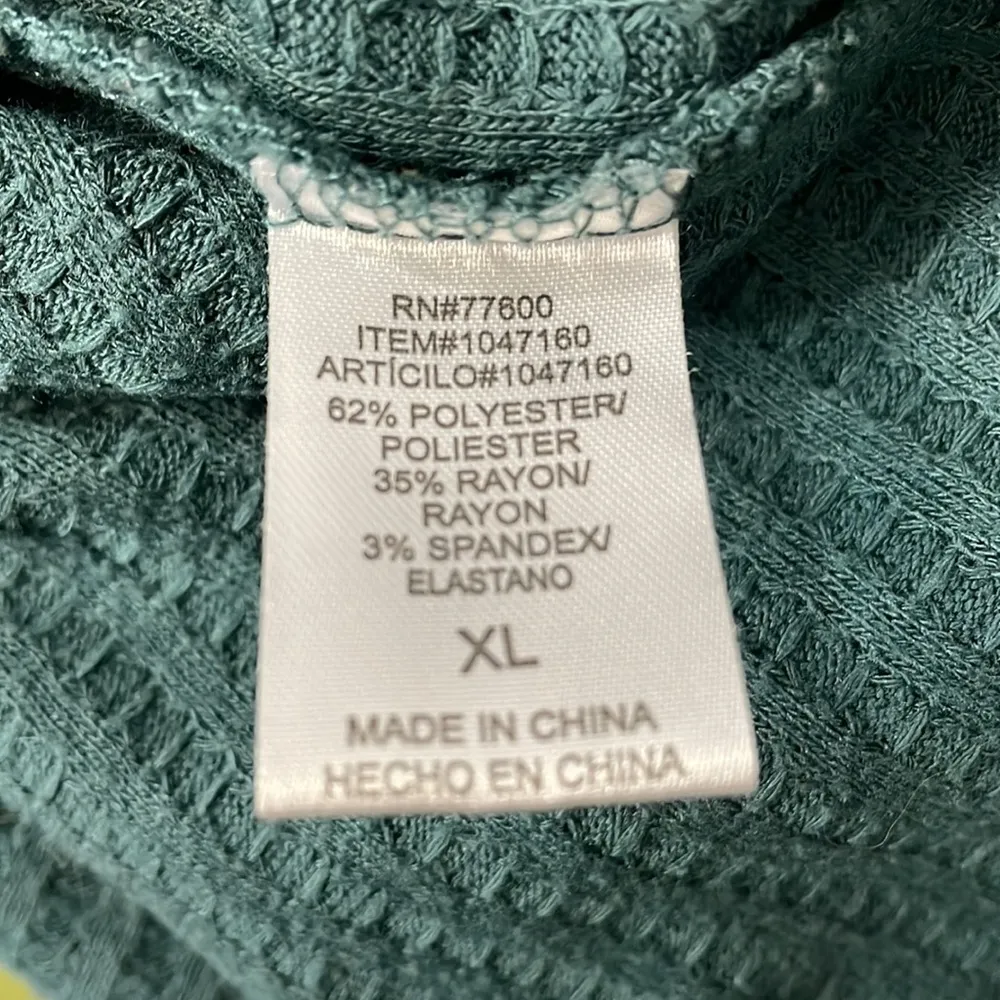 RN#77600
ITEM#1047160
ARTÍCILO#1047160
62% POLYESTER/
POLIESTER
35% RAYON/
RAYON
3% SPANDEX/
ELASTANO
XL
MADE IN CHINA
HECHO EN CHINA